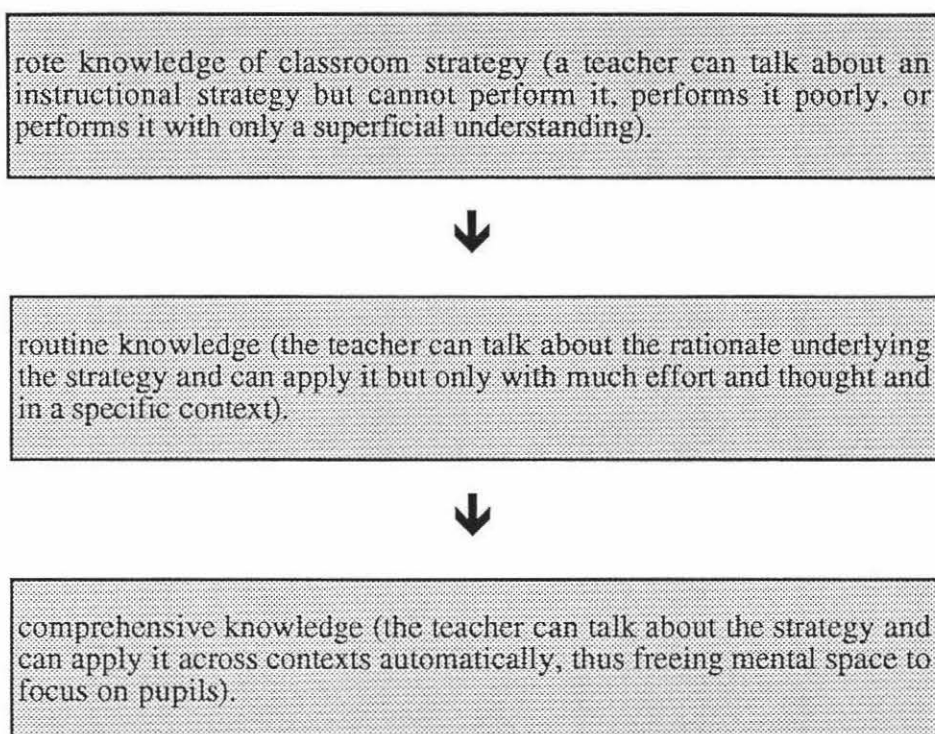 rote knowledge of classroom strategy (a teacher can talk about an
instructional strategy but cannot perform it, performs it poorly, or
performs it with only a superficial understanding).
routine knowledge (the teacher can talk about the rationale underlying
the strategy and can apply it but only with much effort and thought and
in a specific context).
comprehensive knowledge (the teacher can talk about the strategy and
can apply it across contexts automatically, thus freeing mental space to
focus on pupils).